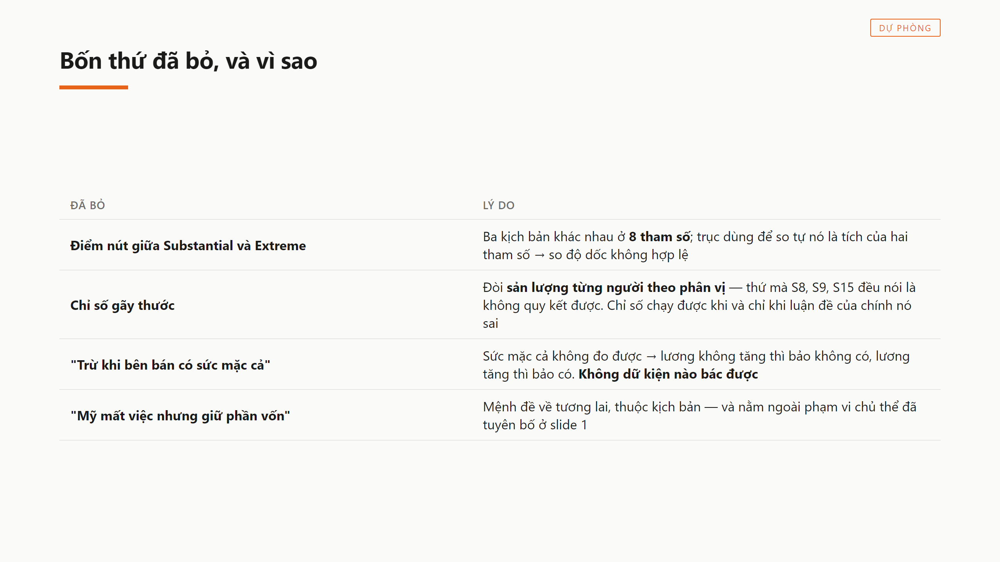 DỰ PHÒNG
Bốn thứ đã bỏ, và vì sao
ĐÃ BỎ
LÝ DO
Điểm nút giữa Substantial và Extreme
Ba kịch bản khác nhau ở 8 tham số; trục dùng để so tự nó là tích của hai
tham số → so độ dốc không hợp lệ
Chỉ số gãy thước
Đòi sản lượng từng người theo phân vị — thứ mà S8, S9, S15 đều nói là
không quy kết được. Chỉ số chạy được khi và chỉ khi luận đề của chính nó
sai
"Trừ khi bên bán có sức mặc cả"
Sức mặc cả không đo được → lương không tăng thì bảo không có, lương
tăng thì bảo có. Không dữ kiện nào bác được
"Mỹ mất việc nhưng giữ phần vốn"
Mệnh đề về tương lai, thuộc kịch bản — và nằm ngoài phạm vi chủ thể đã
tuyên bố ở slide 1